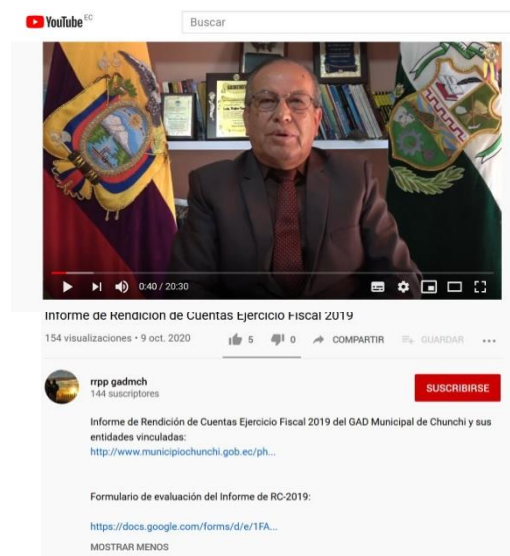 YouTube EC
Buscar
0:40 / 20:30
Informe de Rendición de Cuentas Ejercicio Fiscal 2019
154 visualizaciones • 9 oct. 2020
5
0
COMPARTIR
GUARDAR
rrpp gadmch
144 suscriptores
SUSCRIBIRSE
Informe de Rendición de Cuentas Ejercicio Fiscal 2019 del GAD Municipal de Chunchi y sus
entidades vinculadas:
http://www.municipiochunchi.gob.ec/ph...
Formulario de evaluación del Informe de RC-2019:
https://docs.google.com/forms/d/e/1FA...
MOSTRAR MENOS